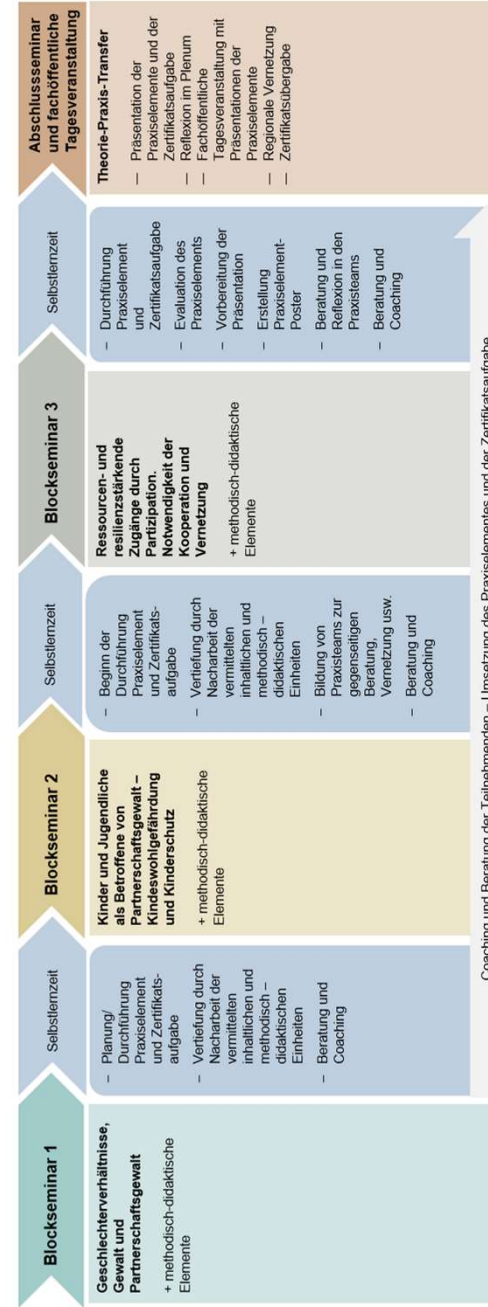 Blockseminar 1
Geschlechterverhältnisse,
Gewalt und
Partnerschaftsgewalt
+ methodisch-didaktische
Elemente
Selbstlernzeit
– Planung/
Durchführung
Praxiselement
und Zertifikats-
aufgabe
– Vertiefung durch
Nacharbeit der
vermittelten
inhaltlichen und
methodisch –
didaktischen
Einheiten
– Beratung und
Coaching
Blockseminar 2
Kinder und Jugendliche
als Betroffene von
Partnerschaftsgewalt –
Kindeswohlgefährdung
und Kinderschutz
+ methodisch-didaktische
Elemente
Selbstlernzeit
– Beginn der
Durchführung
Praxiselement
und Zertifikats-
aufgabe
– Vertiefung durch
Nacharbeit der
vermittelten
inhaltlichen und
methodisch –
didaktischen
Einheiten
– Bildung von
Praxisteams zur
gegenseitigen
Beratung,
Vernetzung usw.
– Beratung und
Coaching
Blockseminar 3
Ressourcen- und
resilienzstärkende
Zugänge durch
Partizipation.
Notwendigkeit der
Kooperation und
Vernetzung
+ methodisch-didaktische
Elemente
Selbstlernzeit
– Durchführung
Praxiselement
und
Zertifikatsaufgabe
– Evaluation des
Praxiselements
– Vorbereitung der
Präsentation
– Erstellung
Praxiselement-
Poster
– Beratung und
Reflexion in den
Praxisteams
– Beratung und
Coaching
Abschlussseminar
und fachöffentliche
Tagesveranstaltung
Theorie-Praxis-Transfer
– Präsentation der
Praxiselemente und der
Zertifikatsaufgabe
– Reflexion im Plenum
– Fachöffentliche
Tagesveranstaltung mit
Präsentationen der
Praxiselemente
– Regionale Vernetzung
– Zertifikatsübergabe
Coaching und Beratung der Teilnehmenden – Umsetzung des Praxiselementes und der Zertifikatsaufgabe